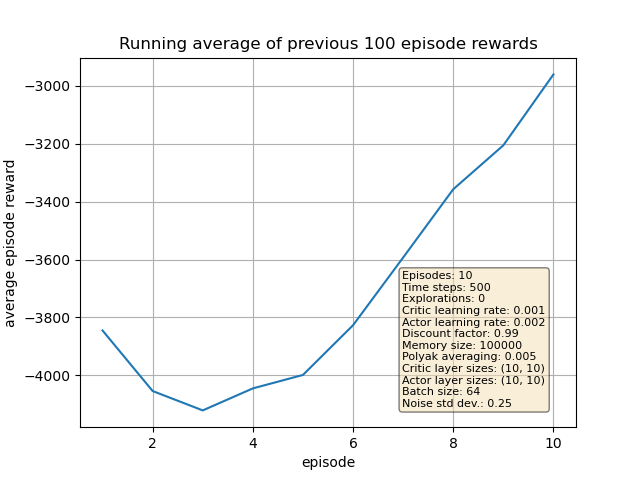 Running average of previous 100 episode rewards
−3000
−3200
−3400
−3600
−3800
−4000
average episode reward
Episodes: 10
Time steps: 500
Explorations: 0
Critic learning rate: 0.001
Actor learning rate: 0.002
Discount factor: 0.99
Memory size: 100000
Polyak averaging: 0.005
Critic layer sizes: (10, 10)
Actor layer sizes: (10, 10)
Batch size: 64
Noise std dev.: 0.25
2 4 6 8 10
episode